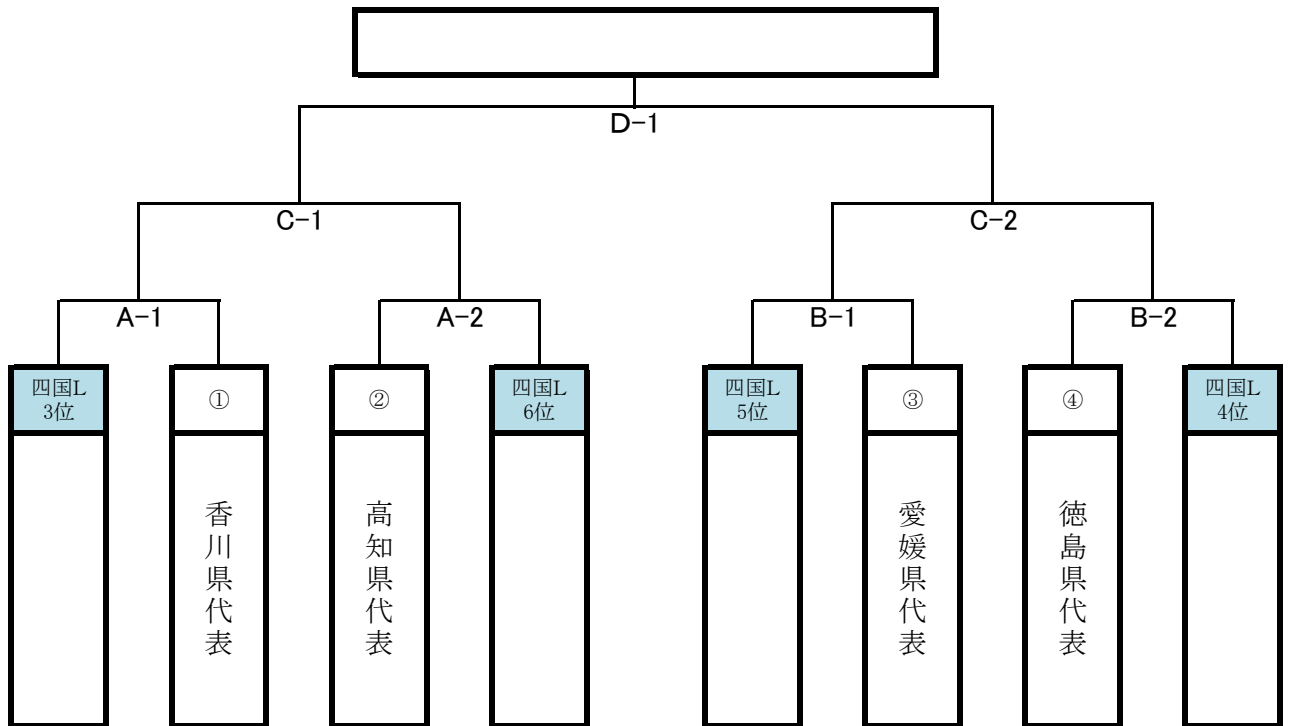 D-1
C-1
C-2
A-1
A-2
B-1
B-2
四国L
3位
①
②
四国L
6位
四国L
5位
③
④
四国L
4位
香川県代表
高知県代表
愛媛県代表
徳島県代表